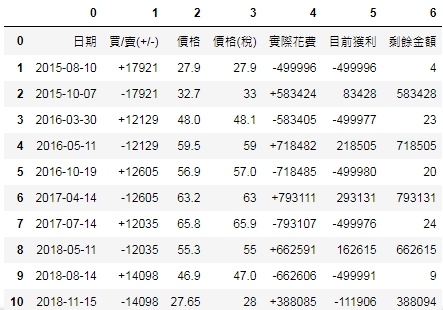 0 1 2 3 4 5 6
0 日期 買/賣(+/-) 價格 價格(稅) 實際花費 目前獲利 剩餘金額
1 2015-08-10 +17921 27.9 27.9 -499996 -499996 4
2 2015-10-07 -17921 32.7 33 +583424 83428 583428
3 2016-03-30 +12129 48.0 48.1 -583405 -499977 23
4 2016-05-11 -12129 59.5 59 +718482 218505 718505
5 2016-10-19 +12605 56.9 57.0 -718485 -499980 20
6 2017-04-14 -12605 63.2 63 +793111 293131 793131
7 2017-07-14 +12035 65.8 65.9 -793107 -499976 24
8 2018-05-11 -12035 55.3 55 +662591 162615 662615
9 2018-08-14 +14098 46.9 47.0 -662606 -499991 9
10 2018-11-15 -14098 27.65 28 +388085 -111906 388094